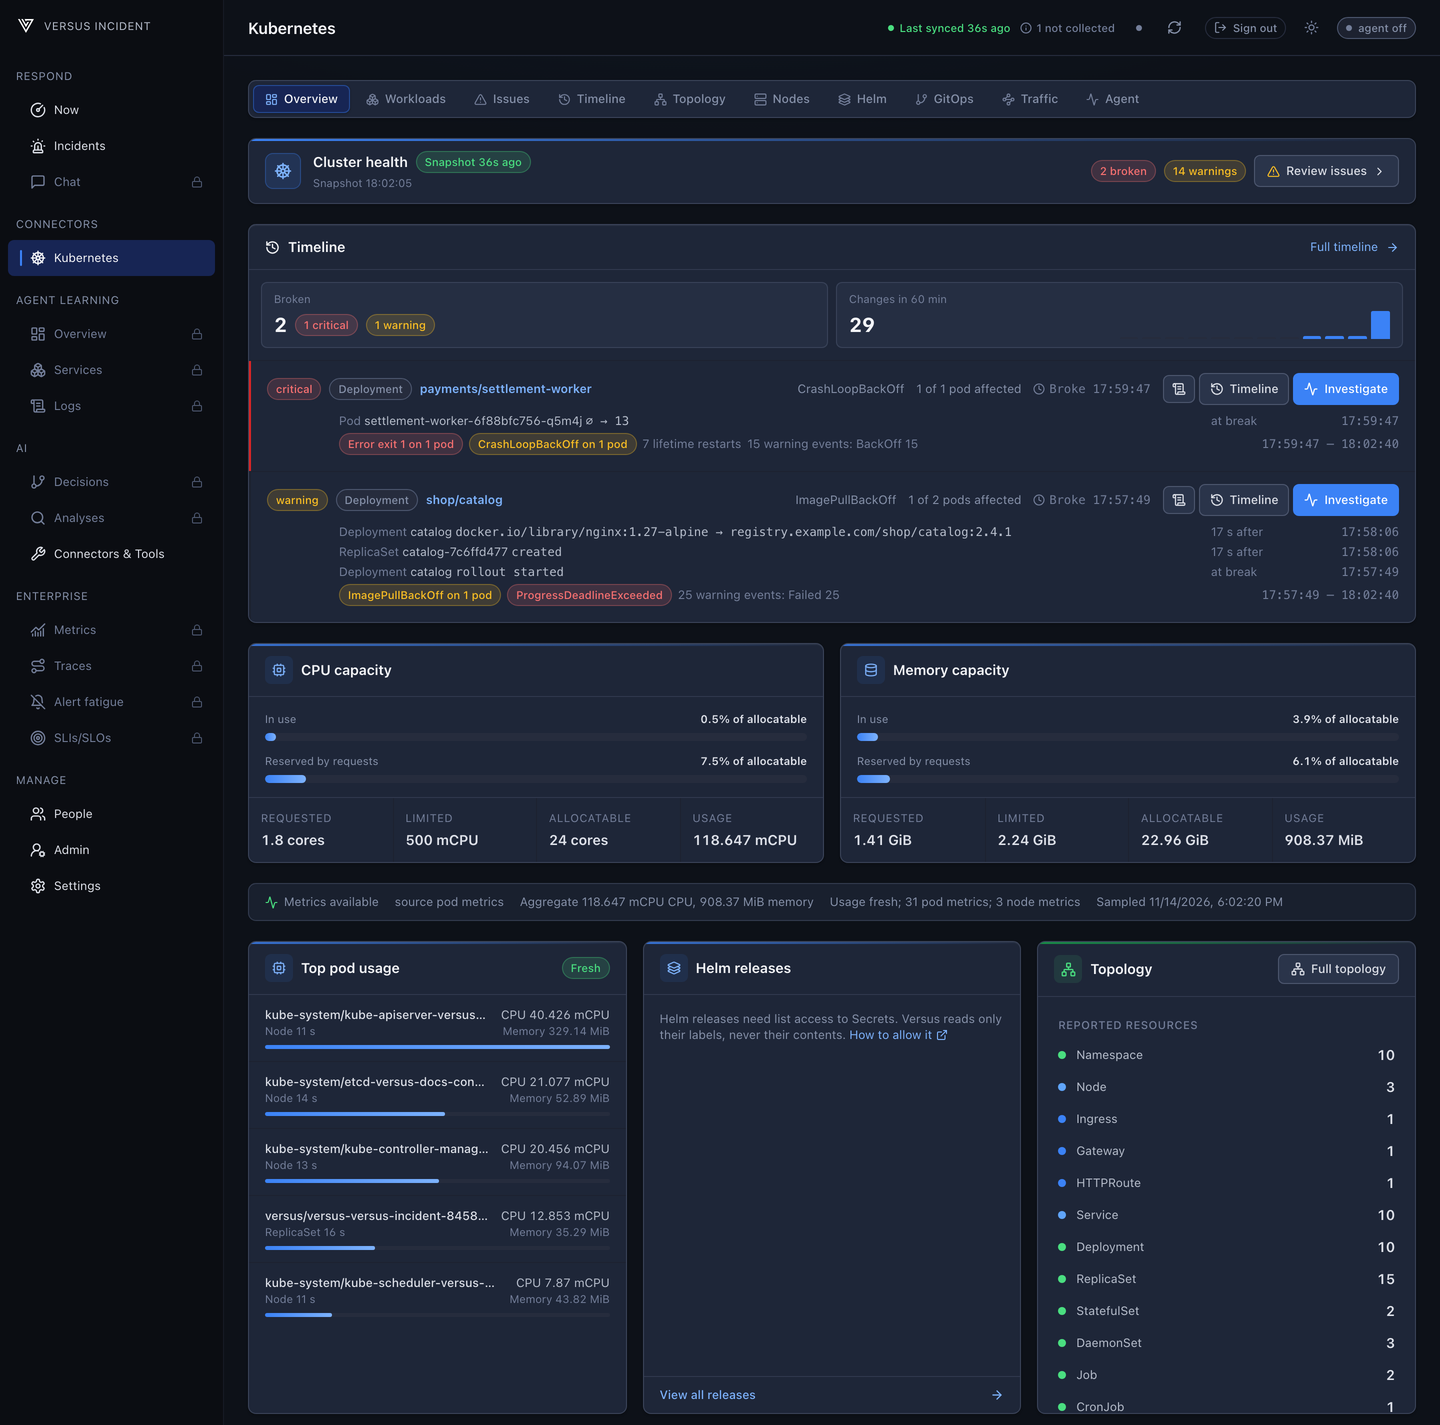 VERSUS INCIDENT
RESPOND
Now
Incidents
Chat
CONNECTORS
Kubernetes
AGENT LEARNING
Overview
Services
Logs
AI
Decisions
Analyses
Connectors & Tools
ENTERPRISE
Metrics
Traces
Alert fatigue
SLIs/SLOs
MANAGE
People
Admin
Settings
Kubernetes
Last synced 36s ago 1 not collected Sign out agent off
Overview Workloads Issues Timeline Topology Nodes Helm GitOps Traffic Agent
Cluster health Snapshot 36s ago
Snapshot 18:02:05
2 broken 14 warnings Review issues
Timeline Full timeline
Broken
2 1 critical 1 warning
Changes in 60 min
29
critical Deployment payments/settlement-worker CrashLoopBackOff 1 of 1 pod affected Broke 17:59:47 Timeline Investigate
Pod settlement-worker-6f88bfc756-q5m4j ∅ → 13 at break 17:59:47
Error exit 1 on 1 pod CrashLoopBackOff on 1 pod 7 lifetime restarts 15 warning events: BackOff 15 17:59:47 — 18:02:40
warning Deployment shop/catalog ImagePullBackOff 1 of 2 pods affected Broke 17:57:49 Timeline Investigate
Deployment catalog docker.io/library/nginx:1.27-alpine → registry.example.com/shop/catalog:2.4.1 17 s after 17:58:06
ReplicaSet catalog-7c6ffd477 created 17 s after 17:58:06
Deployment catalog rollout started at break 17:57:49
ImagePullBackOff on 1 pod ProgressDeadlineExceeded 25 warning events: Failed 25 17:57:49 — 18:02:40
CPU capacity
In use 0.5% of allocatable
Reserved by requests 7.5% of allocatable
REQUESTED LIMITED ALLOCATABLE USAGE
1.8 cores 500 mCPU 24 cores 118.647 mCPU
Memory capacity
In use 3.9% of allocatable
Reserved by requests 6.1% of allocatable
REQUESTED LIMITED ALLOCATABLE USAGE
1.41 GiB 2.24 GiB 22.96 GiB 908.37 MiB
Metrics available source pod metrics Aggregate 118.647 mCPU CPU, 908.37 MiB memory Usage fresh; 31 pod metrics; 3 node metrics Sampled 11/14/2026, 6:02:20 PM
Top pod usage Fresh
kube-system/kube-apiserver-versus... CPU 40.426 mCPU
Node 11 s Memory 329.14 MiB
kube-system/etcd-versus-docs-con... CPU 21.077 mCPU
Node 14 s Memory 52.89 MiB
kube-system/kube-controller-manag... CPU 20.456 mCPU
Node 13 s Memory 94.07 MiB
versus/versus-versus-incident-8458... CPU 12.853 mCPU
ReplicaSet 16 s Memory 35.29 MiB
kube-system/kube-scheduler-versus-... CPU 7.87 mCPU
Node 11 s Memory 43.82 MiB
Helm releases
Helm releases need list access to Secrets. Versus reads only
their labels, never their contents. How to allow it
View all releases
Topology Full topology
REPORTED RESOURCES
Namespace 10
Node 3
Ingress 1
Gateway 1
HTTPRoute 1
Service 10
Deployment 10
ReplicaSet 15
StatefulSet 2
DaemonSet 3
Job 2
CronJob 1